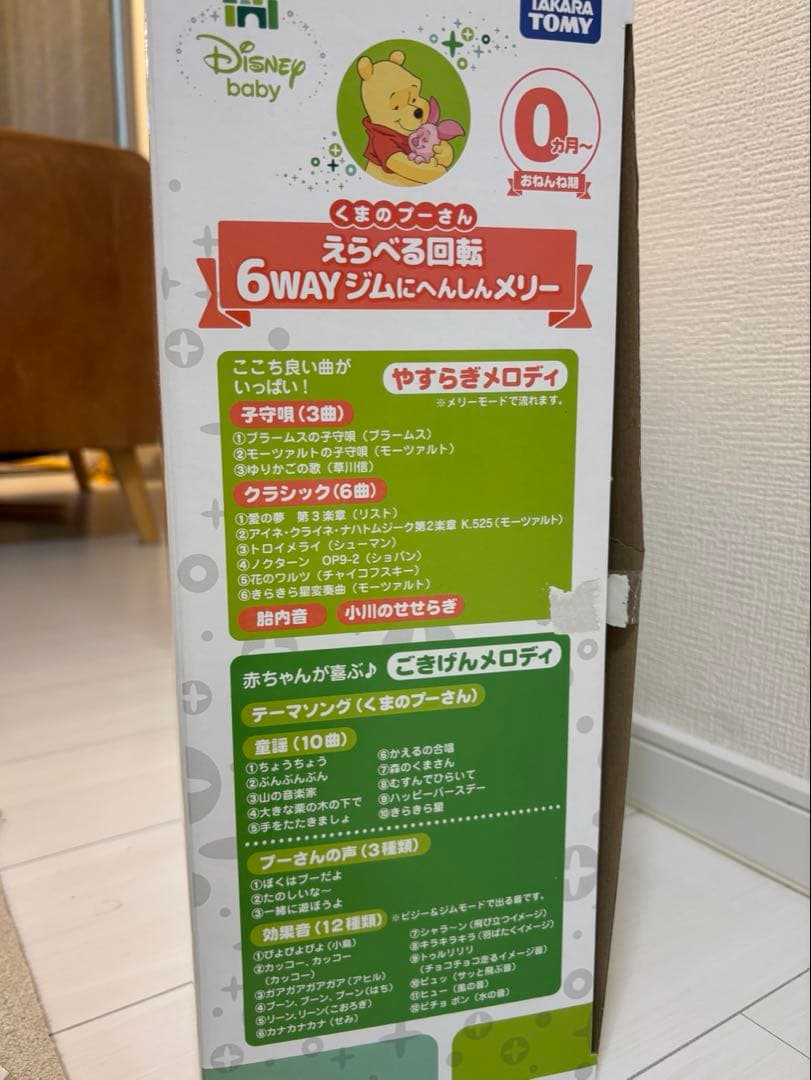 Disney
baby
TAKARA
TOMY
0カ月~
おねんね期
くまのプーさん
えらべる回転
6WAYジムにへんしんメリー
ここち良い曲が
いっぱい!
やすらぎメロディ
※メリーモードで流れます。
子守唄(3曲)
①ブラームスの子守唄(ブラームス)
②モーツァルトの子守唄(モーツァルト)
③ゆりかごの歌(草川信)
クラシック(6曲)
①愛の夢 第3楽章(リスト)
②アイネ・クライネ・ナハトムジーク第2楽章 K.525(モーツァルト)
③トロイメライ(シューマン)
④ノクターン OP9-2(ショパン)
⑤花のワルツ(チャイコフスキー)
⑥きらきら星変奏曲(モーツァルト)
胎内音 小川のせせらぎ
赤ちゃんが喜ぶ♪ ごきげんメロディ
テーマソング(くまのプーさん)
童謡(10曲)
①ちょうちょう
②ぶんぶんぶん
③山の音楽家
④大きな栗の木の下で
⑤手をたたきましょ
⑥かえるの合唱
⑦森のくまさん
⑧むすんでひらいて
⑨ハッピーバースデー
⑩きらきら星
プーさんの声(3種類)
①ぼくはプーだよ
②たのしいな~
③一緒に遊ぼうよ
効果音(12種類) ※ビジー&ジムモードで出る音です。
①ぴよぴよぴよ(小鳥)
②カッコー、カッコー
(カッコー)
③ガアガアガアガア(アヒル)
④ブーン、ブーン、ブーン(はち)
⑤リーン、リーン(こおろぎ)
⑥カナカナカナ(せみ)
⑦シャラーン(飛び立つイメージ)
⑧キラキラキラ(羽ばたくイメージ)
⑨トゥルリリリ
(チョコチョコ走るイメージ音)
⑩ピュッ(サッと飛ぶ音)
⑪ヒュー(風の音)
⑫ピチョ ポン(水の音)